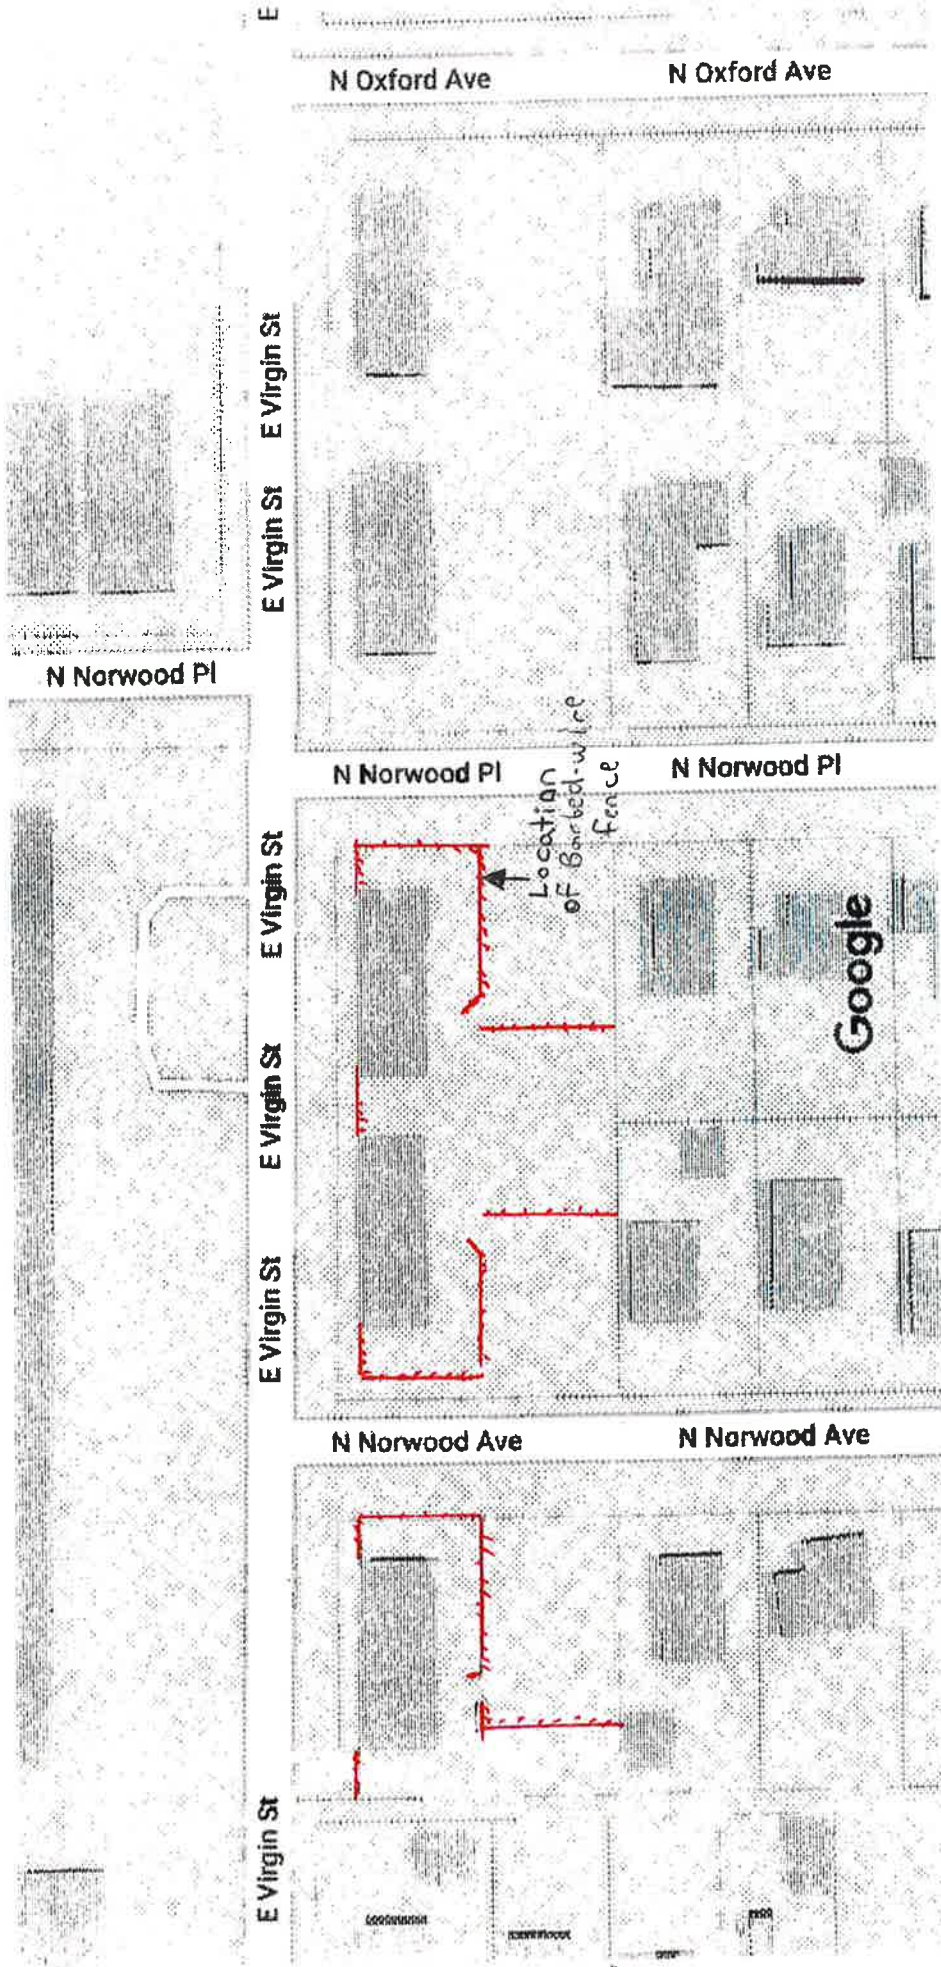 E
N Oxford Ave
N Oxford Ave
E Virgin St
E Virgin St
N Norwood Pl
N Norwood Pl
N Norwood Pl
Location
of Barbed-wire
fence
E Virgin St
Google
E Virgin St
E Virgin St
N Norwood Ave
N Norwood Ave
E Virgin St